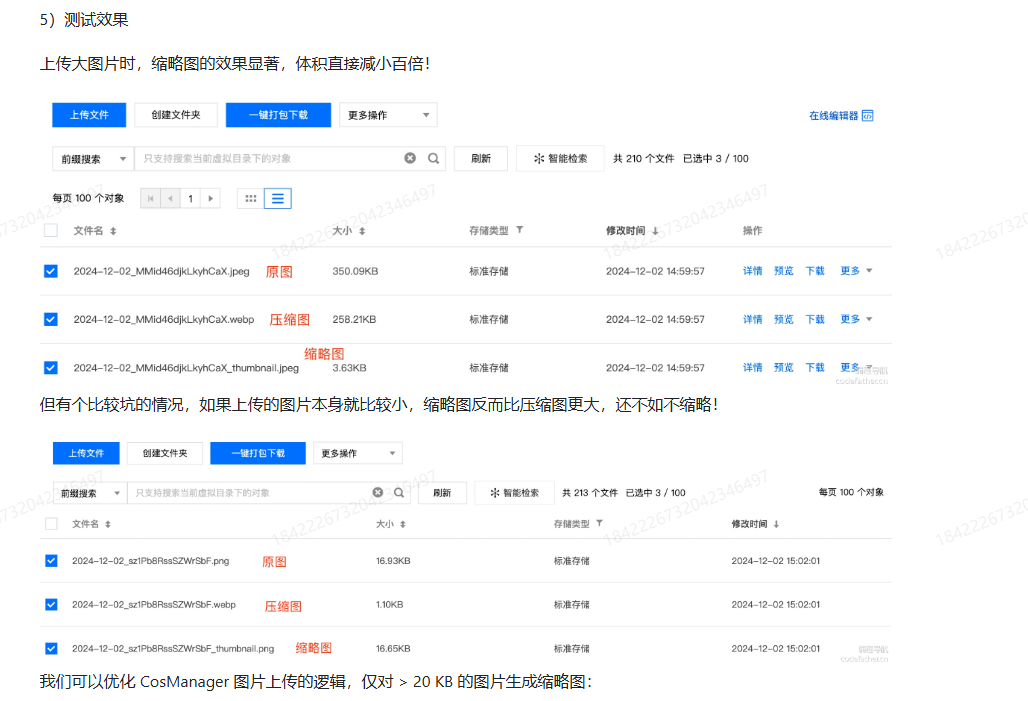 5）测试效果
上传大图片时，缩略图的效果显著，体积直接减小百倍！
上传文件 创建文件夹 一键打包下载 更多操作 在线编辑器
前缀搜索 只支持搜索当前虚拟目录下的对象 刷新 智能检索 共 210 个文件 已选中 3 / 100
每页 100 个对象 1
文件名 大小 存储类型 修改时间 操作
2024-12-02_MMid46djkLkyhCaX.jpeg 原图 350.09KB 标准存储 2024-12-02 14:59:57 详情 预览 下载 更多
2024-12-02_MMid46djkLkyhCaX.webp 压缩图 258.21KB 标准存储 2024-12-02 14:59:57 详情 预览 下载 更多
缩略图
2024-12-02_MMid46djkLkyhCaX_thumbnail.jpeg 3.63KB 标准存储 2024-12-02 14:59:57 详情 预览 下载 更多
编程导航
codefather.cn
但有个比较坑的情况，如果上传的图片本身就比较小，缩略图反而比压缩图更大，还不如不缩略！
上传文件 创建文件夹 一键打包下载 更多操作
前缀搜索 只支持搜索当前虚拟目录下的对象 刷新 智能检索 共 213 个文件 已选中 3 / 100 每页 100 个对象
文件名 大小 存储类型 修改时间
2024-12-02_sz1Pb8RssSZWrSbF.png 原图 16.93KB 标准存储 2024-12-02 15:02:01
2024-12-02_sz1Pb8RssSZWrSbF.webp 压缩图 1.10KB 标准存储 2024-12-02 15:02:01
2024-12-02_sz1Pb8RssSZWrSbF_thumbnail.png 缩略图 16.65KB 标准存储 2024-12-02 15:02:01
编程导航
codefather.cn
我们可以优化 CosManager 图片上传的逻辑，仅对 > 20 KB 的图片生成缩略图：
1842226732042346497
1842226732042346497
1842226732042346497
1842226732042346497